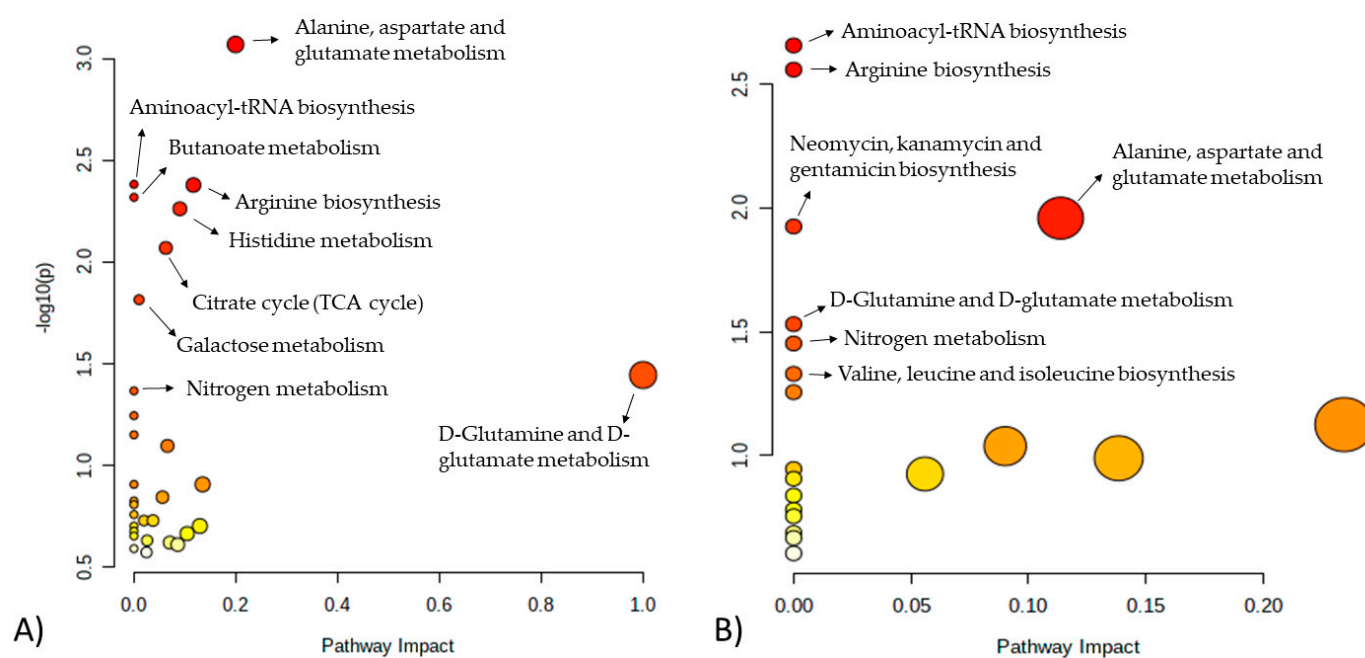 Alanine, aspartate and
glutamate metabolism
3.0
Aminoacyl-tRNA biosynthesis
Butanoate metabolism
2.5
Arginine biosynthesis
Histidine metabolism
2.0
-log10(p)
Citrate cycle (TCA cycle)
Galactose metabolism
1.5
Nitrogen metabolism
D-Glutamine and D-
glutamate metabolism
1.0
0.5
0.0
0.2
0.4
0.6
0.8
1.0
A)
Pathway Impact
B)
Aminoacyl-tRNA biosynthesis
Arginine biosynthesis
2.5
Neomycin, kanamycin and
gentamicin biosynthesis
Alanine, aspartate and
glutamate metabolism
2.0
D-Glutamine and D-glutamate metabolism
1.5
Nitrogen metabolism
Valine, leucine and isoleucine biosynthesis
1.0
0.00
0.05
0.10
0.15
0.20
B)
Pathway Impact